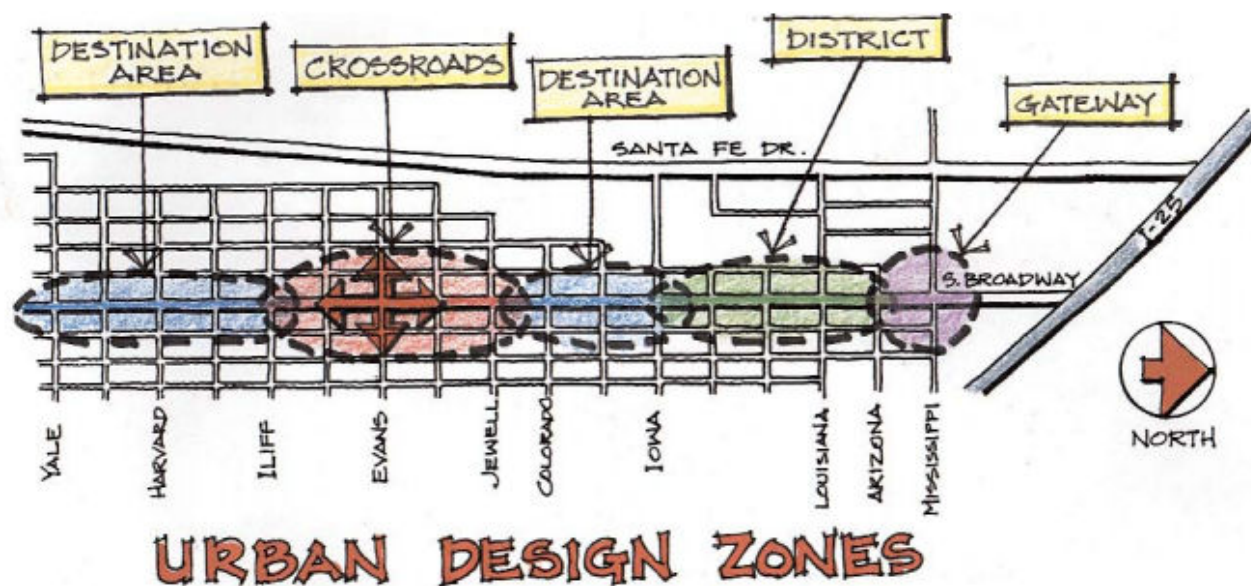 DESTINATION
AREA
CROSSROADS
DESTINATION
AREA
DISTRICT
GATEWAY
SANTA FE DR.
I-25
S. BROADWAY
YALE
HARVARD
ILIFF
EVANS
JEWELL
COLORADO
IOWA
LOUISIANA
ARIZONA
MISSISSIPPI
NORTH
URBAN DESIGN ZONES